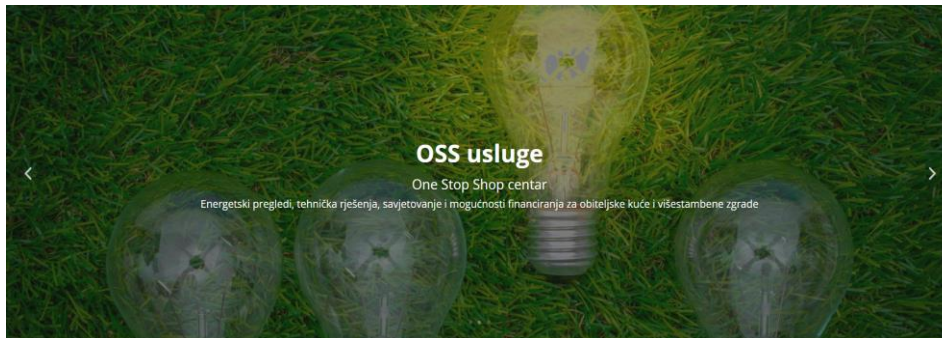 OSS usluge
One Stop Shop centar
Energetski pregledi, tehnička rješenja, savjetovanje i mogućnosti financiranja za obiteljske kuće i višestambene zgrade